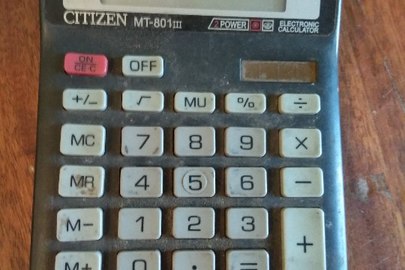 CITIZEN MT-801III 2 POWER ELECTRONIC CALCULATOR
ON CE·C OFF
+/− √ MU % ÷
MC 7 8 9 ×
MR 4 5 6 −
M− 1 2 3 +
M+ 0 . =